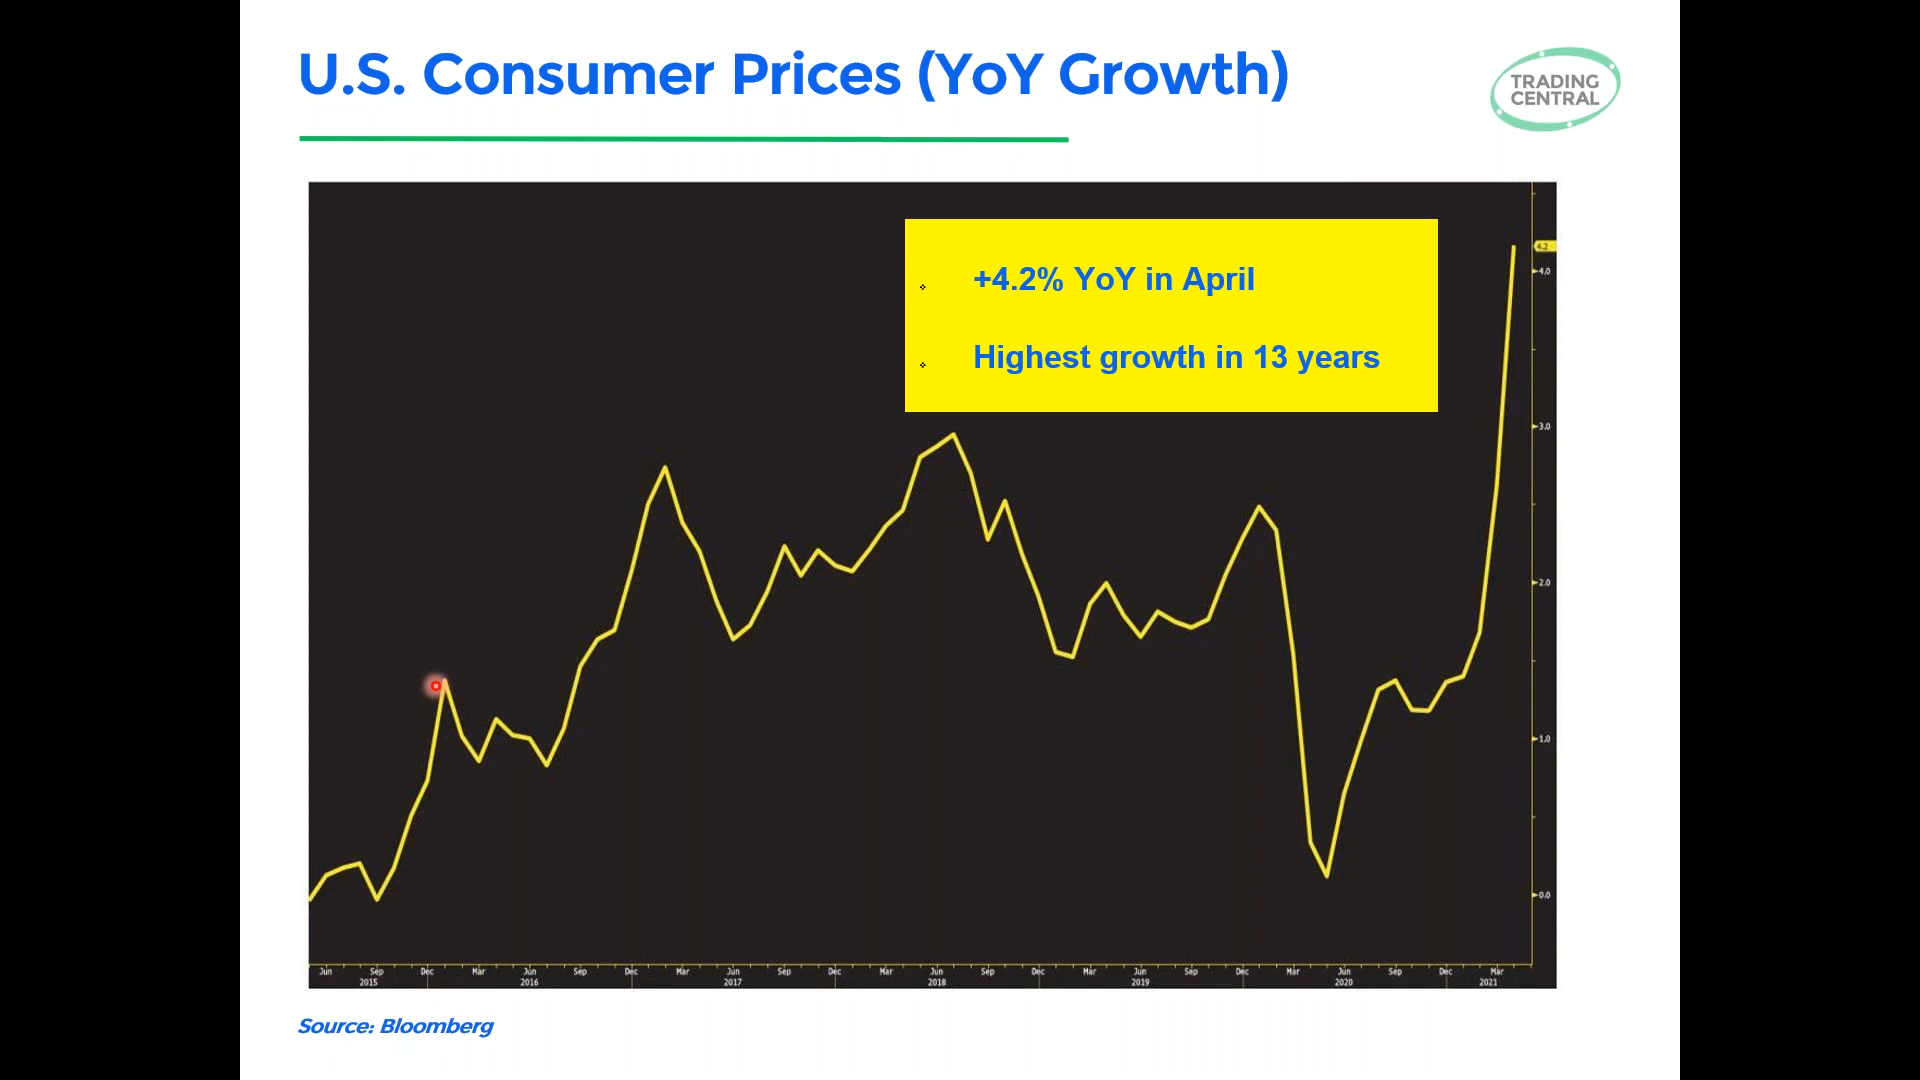 U.S. Consumer Prices (YoY Growth)
TRADING
CENTRAL
+4.2% YoY in April
Highest growth in 13 years
4.2
4.0
3.0
2.0
1.0
0.0
Jun Sep Dec Mar Jun Sep Dec Mar Jun Sep Dec Mar Jun Sep Dec Mar Jun Sep Dec Mar Jun Sep Dec Mar
2015 2016 2017 2018 2019 2020 2021
Source: Bloomberg